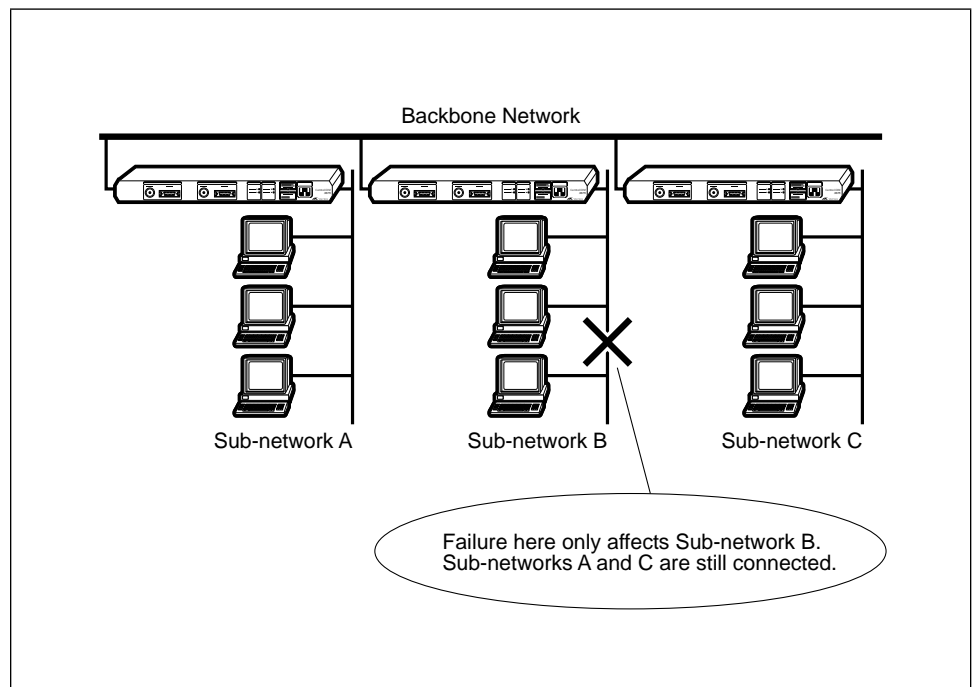 Backbone Network
Sub-network A
Sub-network B
Sub-network C
Failure here only affects Sub-network B.
Sub-networks A and C are still connected.